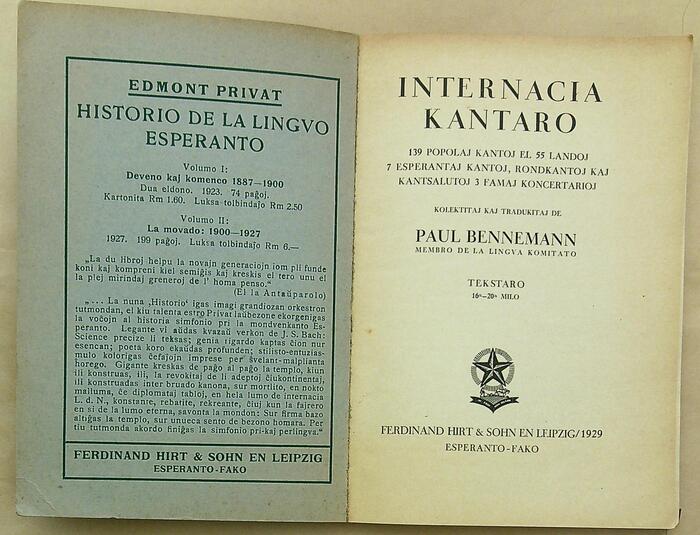 EDMONT PRIVAT
HISTORIO DE LA LINGVO
ESPERANTO
Volumo I:
Deveno kaj komenco 1887—1900
Dua eldono. 1923. 74 paĝoj.
Kartonita Rm 1.60. Luksa tolbindaĵo Rm 2.50
Volumo II:
La movado: 1900—1927
1927. 199 paĝoj. Luksa tolbindaĵo Rm 6.—
„La du libroj helpu la novajn generaciojn iom pli funde
koni kaj kompreni kiel semiĝis kaj kreskis el tero unu el
la plej mirindaj greneroj de l' homa penso.“
(El la Antaŭparolo)
„... La nuna ‚Historio‘ igas imagi grandiozan orkestron
tutmondan, el kiu talenta estro Privat laŭbezone ekorgenigas
la voĉojn al historia simfonio pri la mondvenkanto Es-
peranto. Legante vi aŭdas kvazaŭ verkon de J. S. Bach:
Science precize li teksas; genia rigardo kaptas ĉion nur
esencan; poeta koro ekaŭdas profunden; stilisto-entuzias-
mulo kolorigas ĉefajojn imprese per ŝvelant-malplianta
horego. Gigante kreskas de paĝo al paĝo la templo, kiun
ili konstruas, ili, la revokitaj de li adeptoj ĉiukontinentaj,
ili konstruadas inter bruado kanona, sur mortlito, en nokto
malluma, ĉe diplomataj tabloj, en hela lumo de internacia
L. d. N., konstante, rebatite, rekreante, ĉiuj kun la fajrero
en si de la lumo eterna, savonta la mondon: Sur firma bazo
altiĝas la templo, sur unueca sento de bezono homara. Per
tiu tutmonda akordo finiĝas la simfonio pri-kaj perlingva.“
FERDINAND HIRT & SOHN EN LEIPZIG
ESPERANTO-FAKO
INTERNACIA
KANTARO
139 POPOLAJ KANTOJ EL 55 LANDOJ
7 ESPERANTAJ KANTOJ, RONDKANTOJ KAJ
KANTSALUTOJ 3 FAMAJ KONCERTARIOJ
KOLEKTITAJ KAJ TRADUKITAJ DE
PAUL BENNEMANN
MEMBRO DE LA LINGVA KOMITATO
TEKSTARO
16a—20a MILO
FERDINAND HIRT & SOHN EN LEIPZIG/1929
ESPERANTO-FAKO